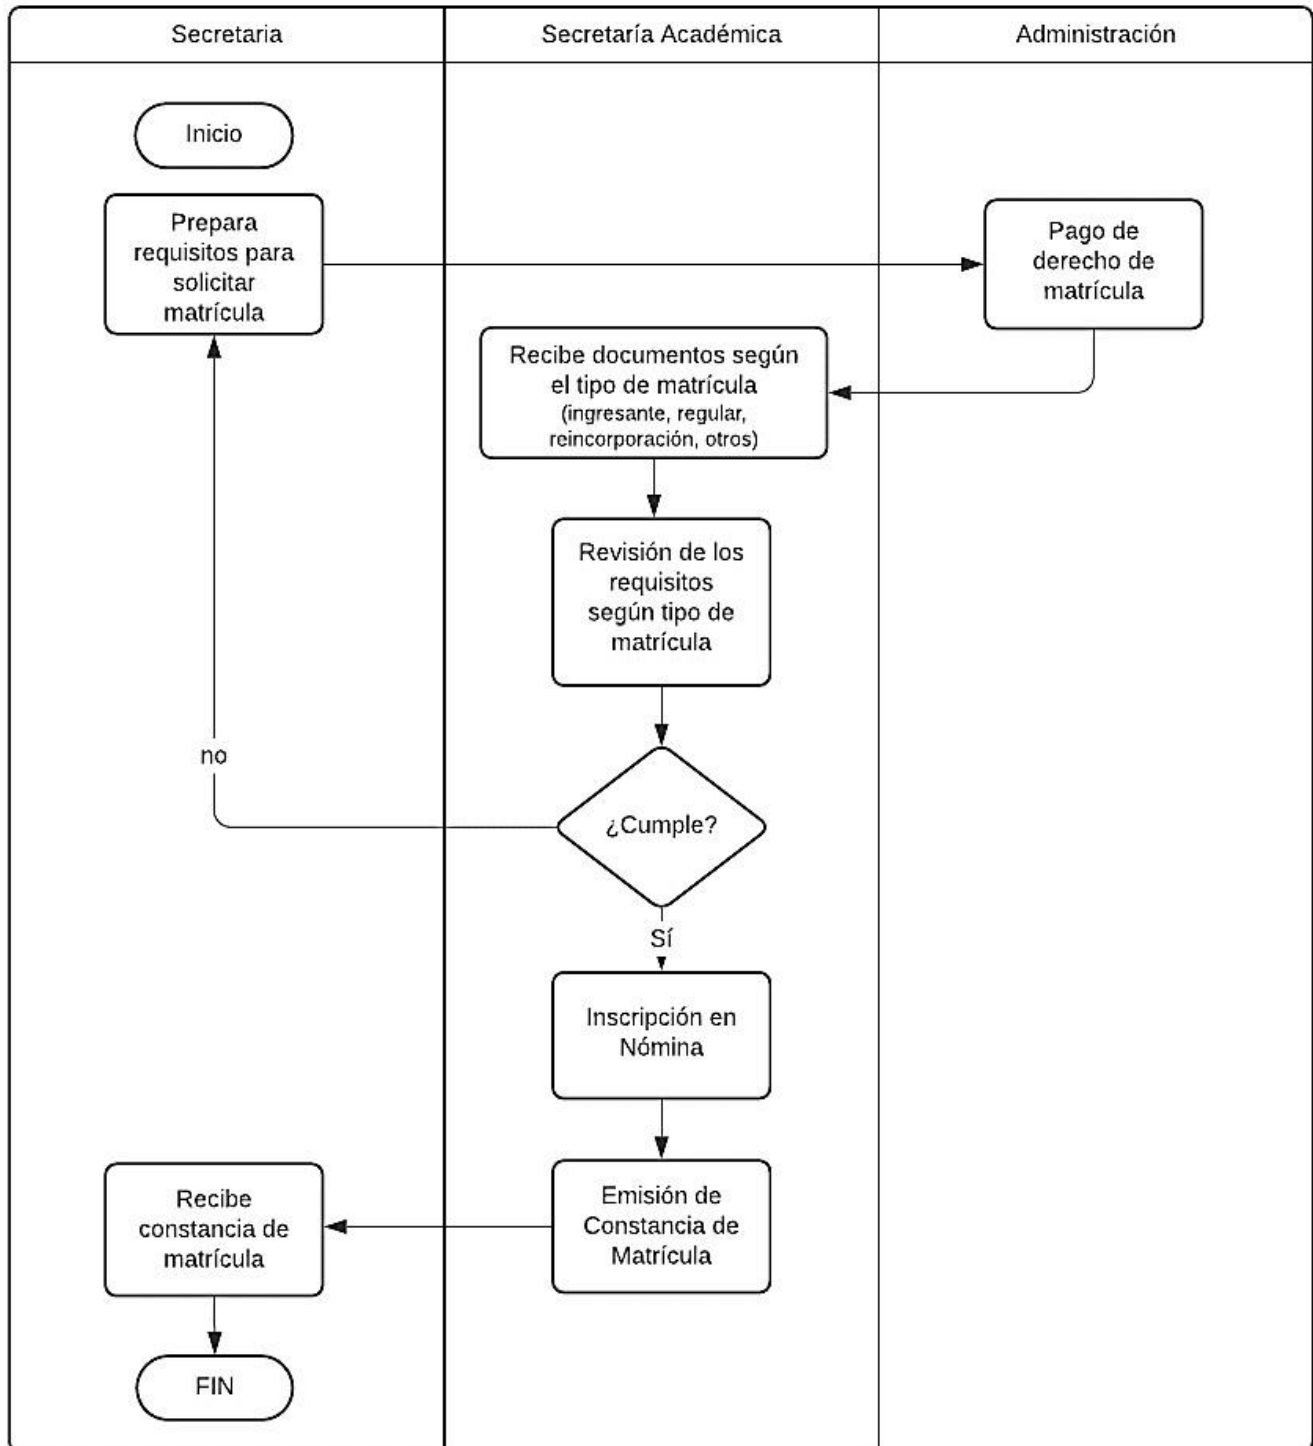 Secretaria
Secretaría Académica
Administración
Inicio
Prepara
requisitos para
solicitar
matrícula
Pago de
derecho de
matrícula
Recibe documentos según
el tipo de matrícula
(ingresante, regular,
reincorporación, otros)
Revisión de los
requisitos
según tipo de
matrícula
¿Cumple?
no
Sí
Inscripción en
Nómina
Emisión de
Constancia de
Matrícula
Recibe
constancia de
matrícula
FIN